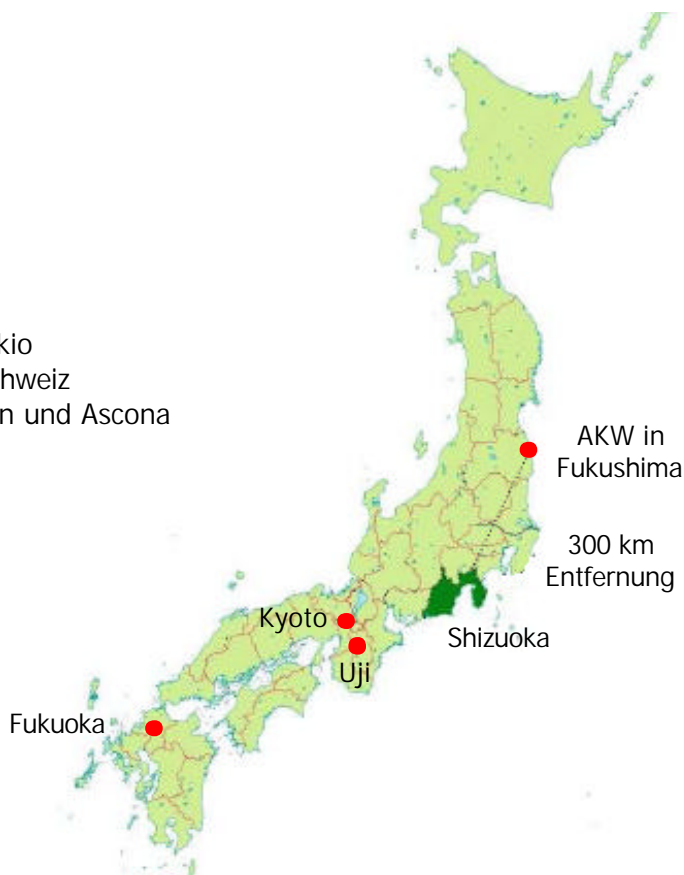 kio
hweiz
n und Ascona
AKW in
Fukushima
300 km
Entfernung
Kyoto
Shizuoka
Uji
Fukuoka